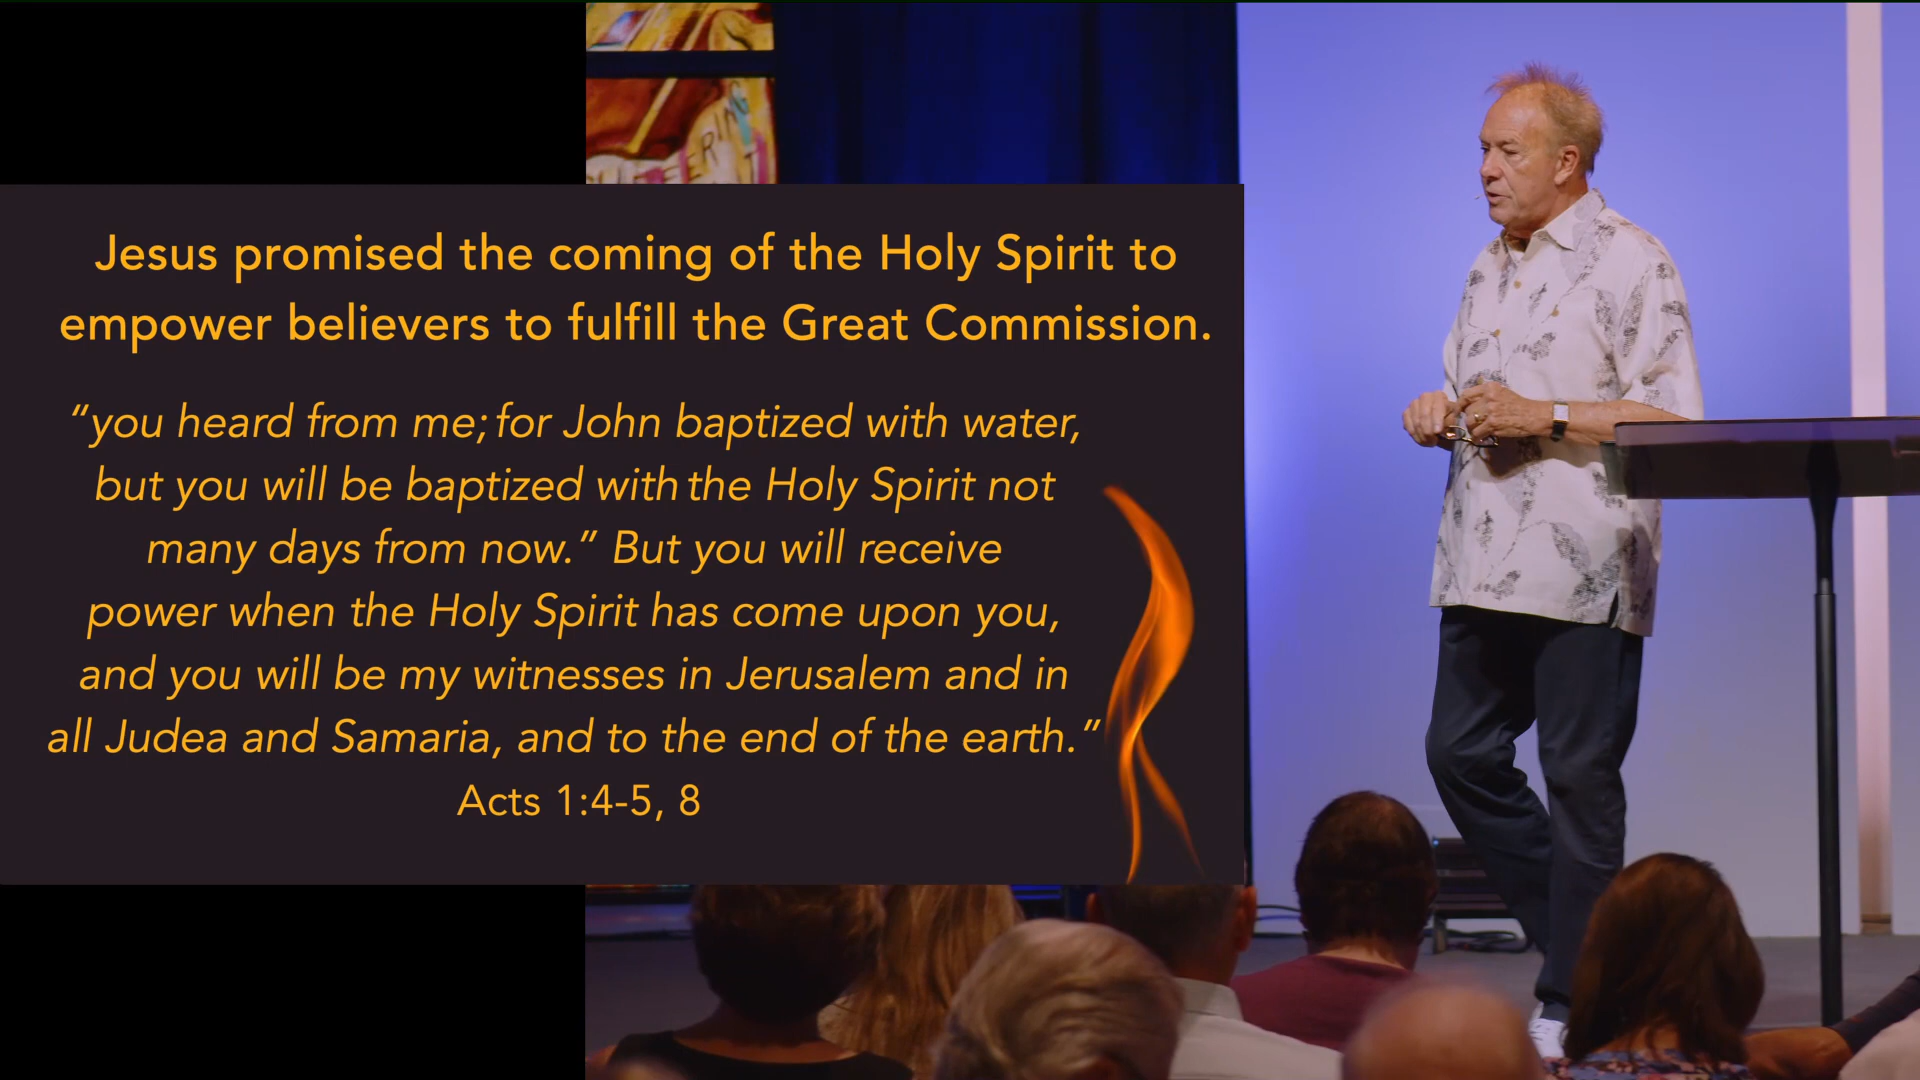 Jesus promised the coming of the Holy Spirit to
empower believers to fulfill the Great Commission.
“you heard from me; for John baptized with water,
but you will be baptized with the Holy Spirit not
many days from now.” But you will receive
power when the Holy Spirit has come upon you,
and you will be my witnesses in Jerusalem and in
all Judea and Samaria, and to the end of the earth.”
Acts 1:4-5, 8